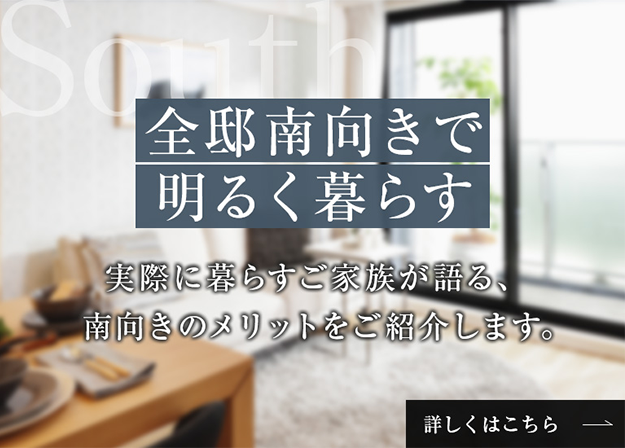 South
全邸南向きで
明るく暮らす
実際に暮らすご家族が語る、
南向きのメリットをご紹介します。
詳しくはこちら